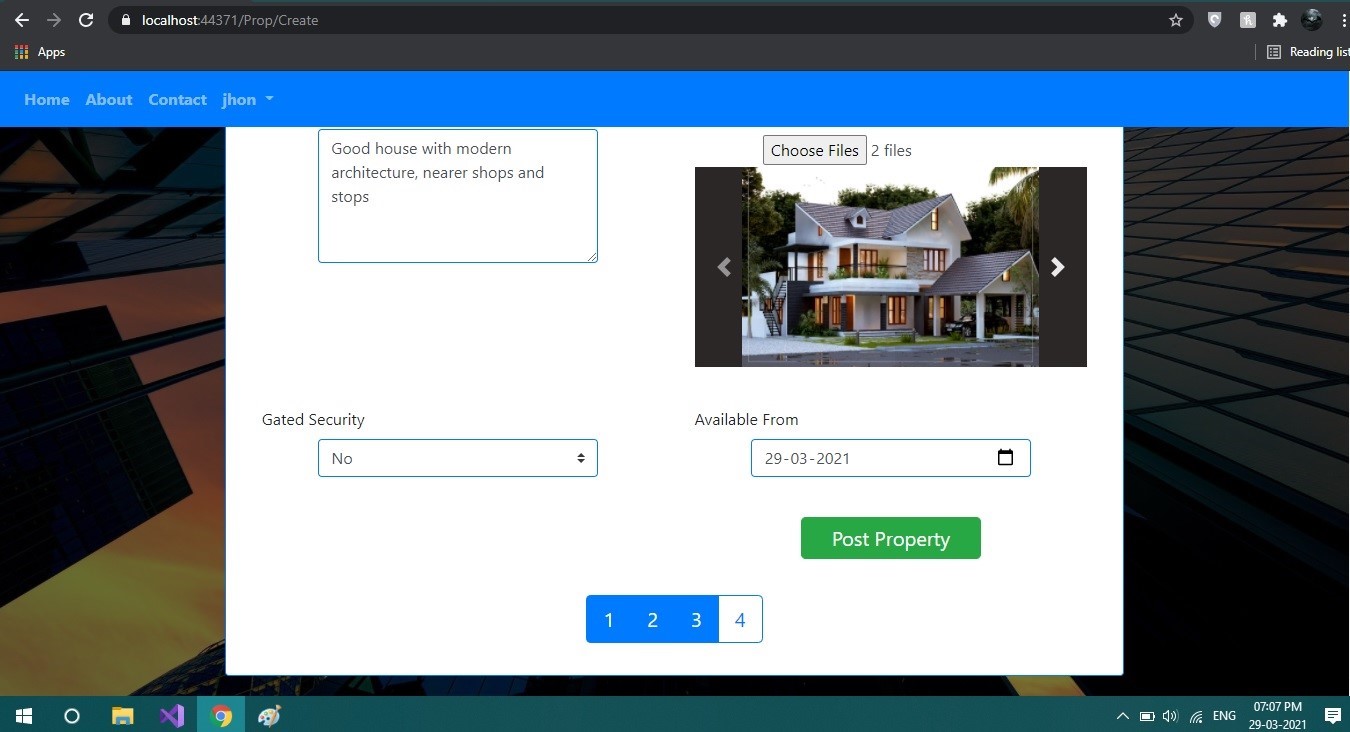 localhost:44371/Prop/Create
Apps
Reading list
Home About Contact jhon
Good house with modern
architecture, nearer shops and
stops
Choose Files 2 files
Gated Security
Available From
No
29-03-2021
Post Property
1 2 3 4
ENG
07:07 PM
29-03-2021